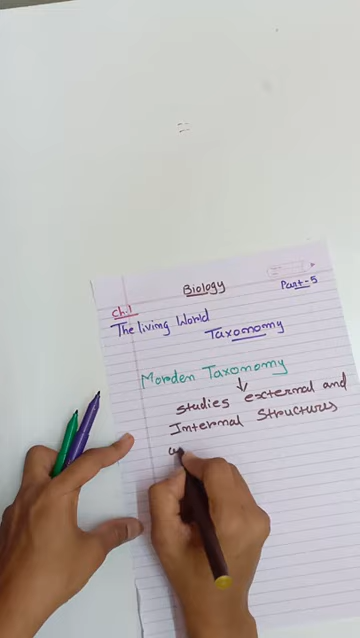 Biology
Part-5
Ch.1
The living World
Taxonomy
Morden Taxonomy
studies external and
Internal Structures